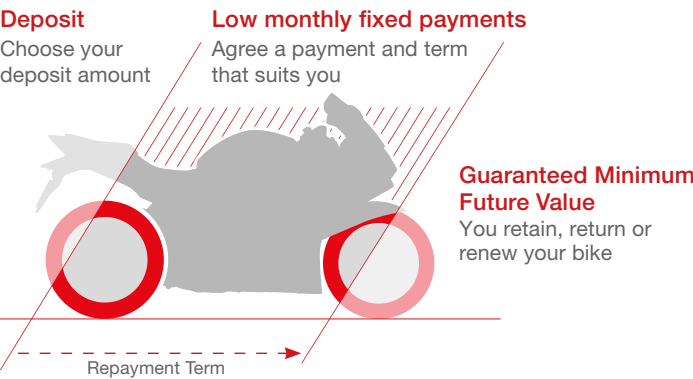 Deposit
Choose your
deposit amount
Low monthly fixed payments
Agree a payment and term
that suits you
Guaranteed Minimum
Future Value
You retain, return or
renew your bike
Repayment Term